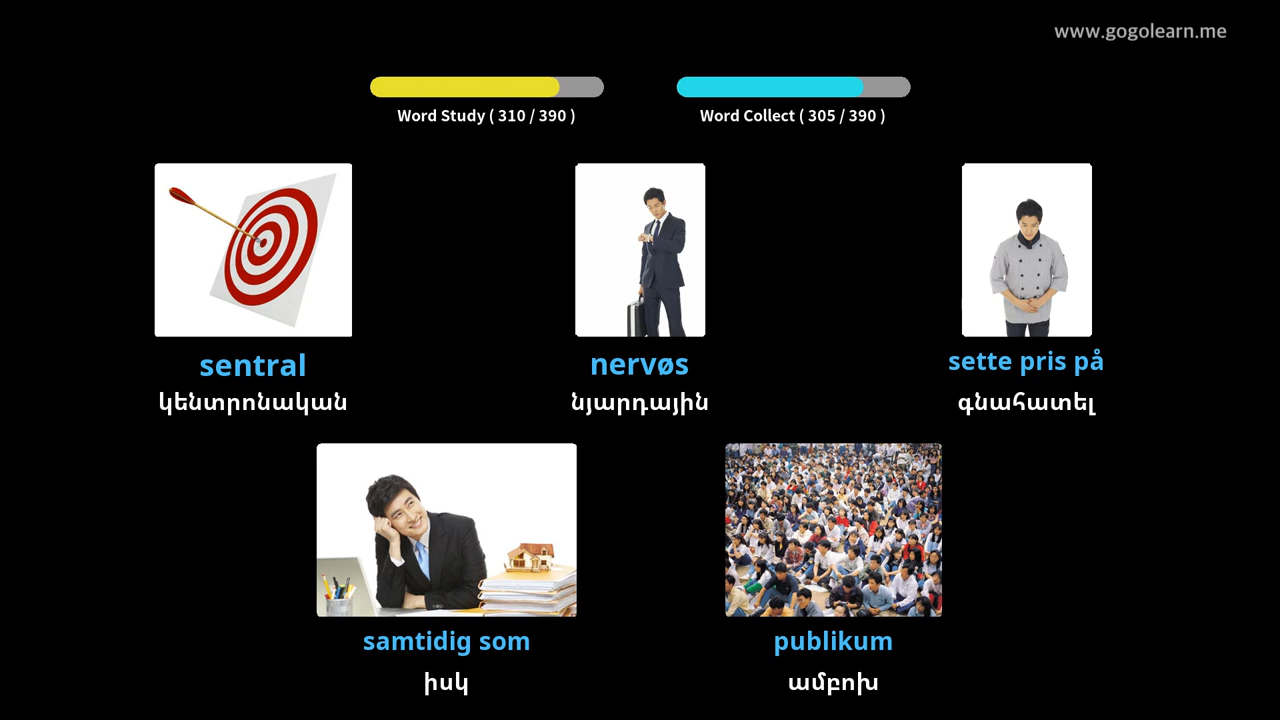 www.gogolearn.me
Word Study ( 310 / 390 )
Word Collect ( 305 / 390 )
sentral
կենտրոնական
nervøs
նյարդային
sette pris på
գնահատել
samtidig som
իսկ
publikum
ամբոխ